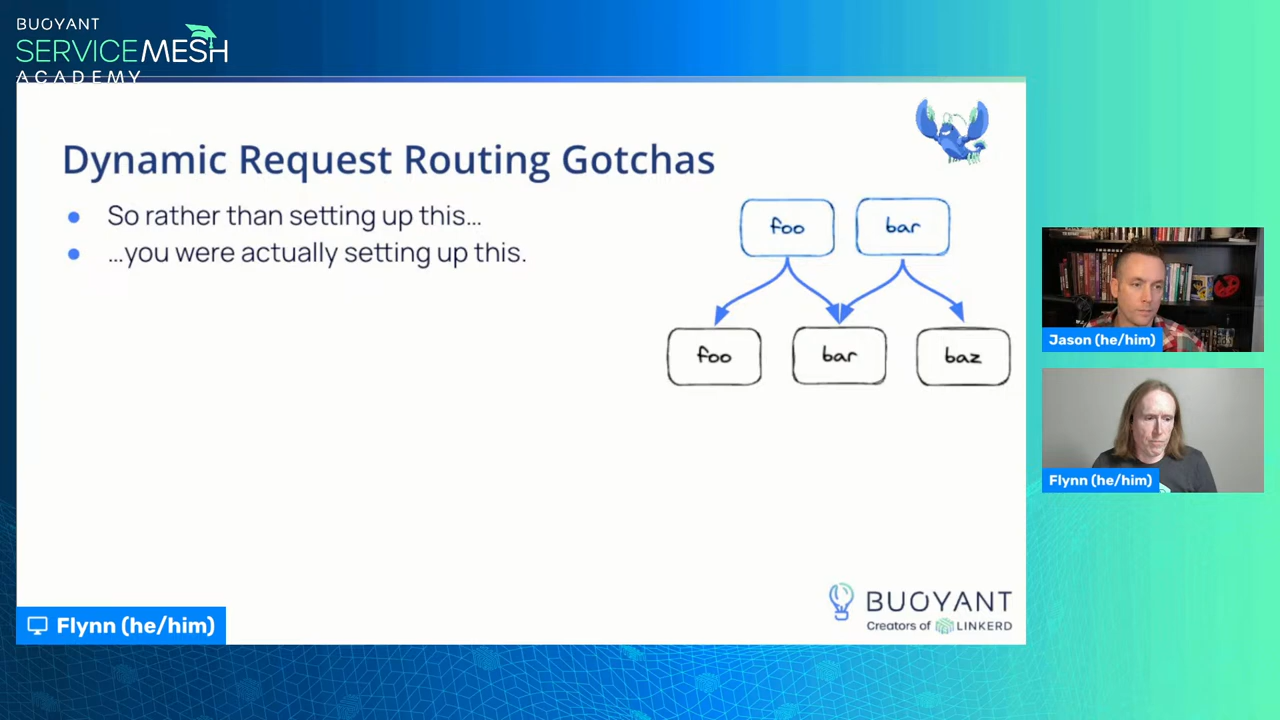 BUOYANT
SERVICEMESH
ACADEMY
Dynamic Request Routing Gotchas
So rather than setting up this…
…you were actually setting up this.
foo
bar
foo
bar
baz
Jason (he/him)
Flynn (he/him)
BUOYANT
Creators of LINKERD
Flynn (he/him)